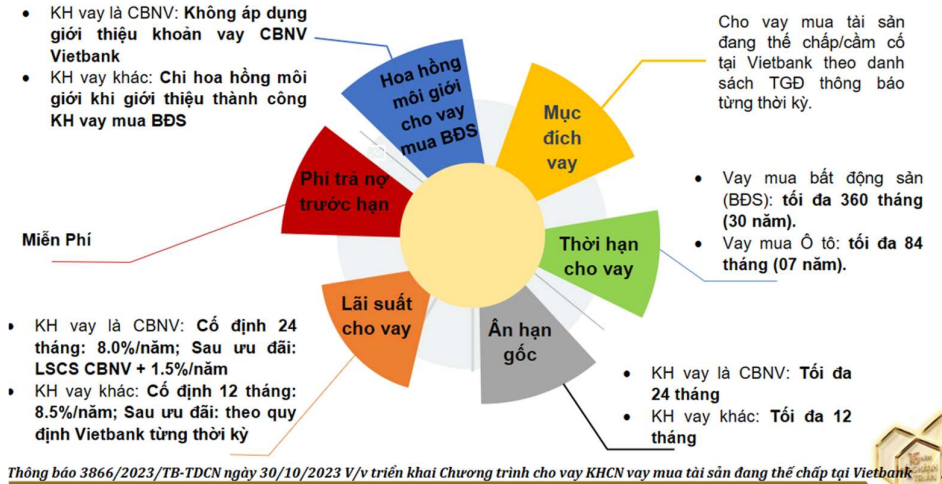 • KH vay là CBNV: Không áp dụng
giới thiệu khoản vay CBNV
Vietbank
• KH vay khác: Chi hoa hồng môi
giới khi giới thiệu thành công
KH vay mua BĐS
Hoa hồng
môi giới
cho vay
mua BĐS
Mục
đích
vay
Cho vay mua tài sản
đang thế chấp/cầm cố
tại Vietbank theo danh
sách TGĐ thông báo
từng thời kỳ.
Phí trả nợ
trước hạn
Miễn Phí
Thời hạn
cho vay
• Vay mua bất động sản
(BĐS): tối đa 360 tháng
(30 năm).
• Vay mua Ô tô: tối đa 84
tháng (07 năm).
Lãi suất
cho vay
• KH vay là CBNV: Cố định 24
tháng: 8.0%/năm; Sau ưu đãi:
LSCS CBNV + 1.5%/năm
• KH vay khác: Cố định 12 tháng:
8.5%/năm; Sau ưu đãi: theo quy
định Vietbank từng thời kỳ
Ân hạn
gốc
• KH vay là CBNV: Tối đa
24 tháng
• KH vay khác: Tối đa 12
tháng
Thông báo 3866/2023/TB-TDCN ngày 30/10/2023 V/v triển khai Chương trình cho vay KHCN vay mua tài sản đang thế chấp tại Vietbank